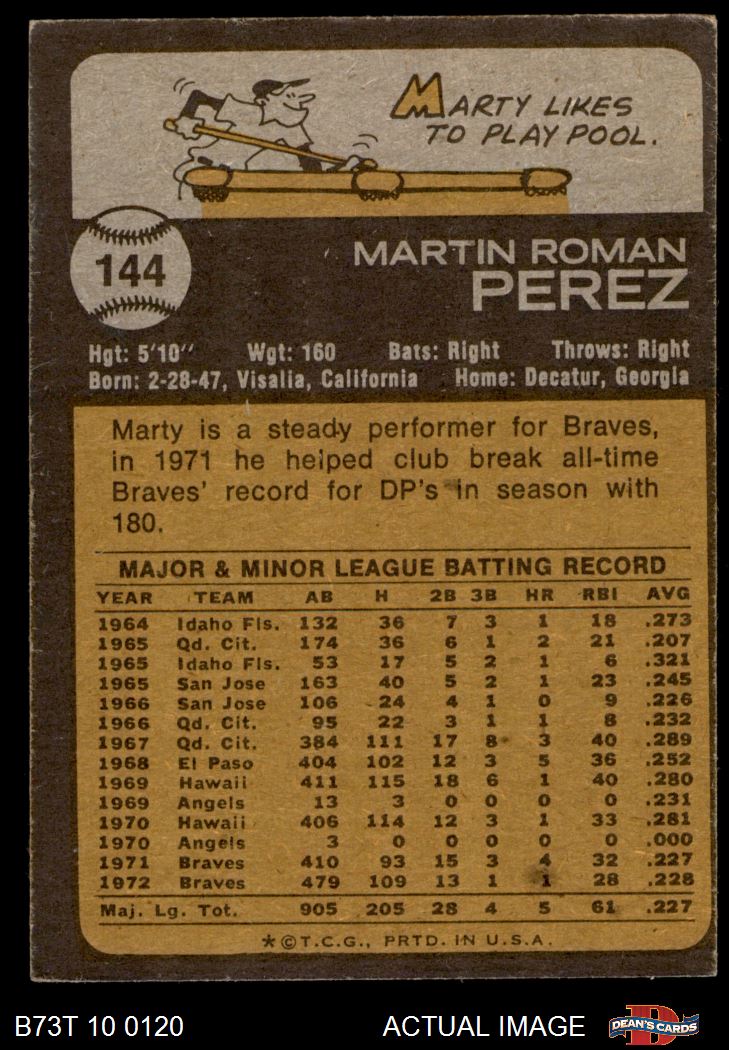 MARTY LIKES
TO PLAY POOL.
144
MARTIN ROMAN
PEREZ
Hgt: 5'10" Wgt: 160 Bats: Right Throws: Right
Born: 2-28-47, Visalia, California Home: Decatur, Georgia
Marty is a steady performer for Braves,
in 1971 he helped club break all-time
Braves' record for DP's in season with
180.
MAJOR & MINOR LEAGUE BATTING RECORD
YEAR TEAM AB H 2B 3B HR RBI AVG
1964 Idaho Fls. 132 36 7 3 1 18 .273
1965 Qd. Cit. 174 36 6 1 2 21 .207
1965 Idaho Fls. 53 17 5 2 1 6 .321
1965 San Jose 163 40 5 2 1 23 .245
1966 San Jose 106 24 4 1 0 9 .226
1966 Qd. Cit. 95 22 3 1 1 8 .232
1967 Qd. Cit. 384 111 17 8 3 40 .289
1968 El Paso 404 102 12 3 5 36 .252
1969 Hawaii 411 115 18 6 1 40 .280
1969 Angels 13 3 0 0 0 0 .231
1970 Hawaii 406 114 12 3 1 33 .281
1970 Angels 3 0 0 0 0 0 .000
1971 Braves 410 93 15 3 4 32 .227
1972 Braves 479 109 13 1 1 28 .228
Maj. Lg. Tot. 905 205 28 4 5 61 .227
*©T.C.G., PRTD. IN U.S.A.
B73T 10 0120 ACTUAL IMAGE D DEAN'S CARDS